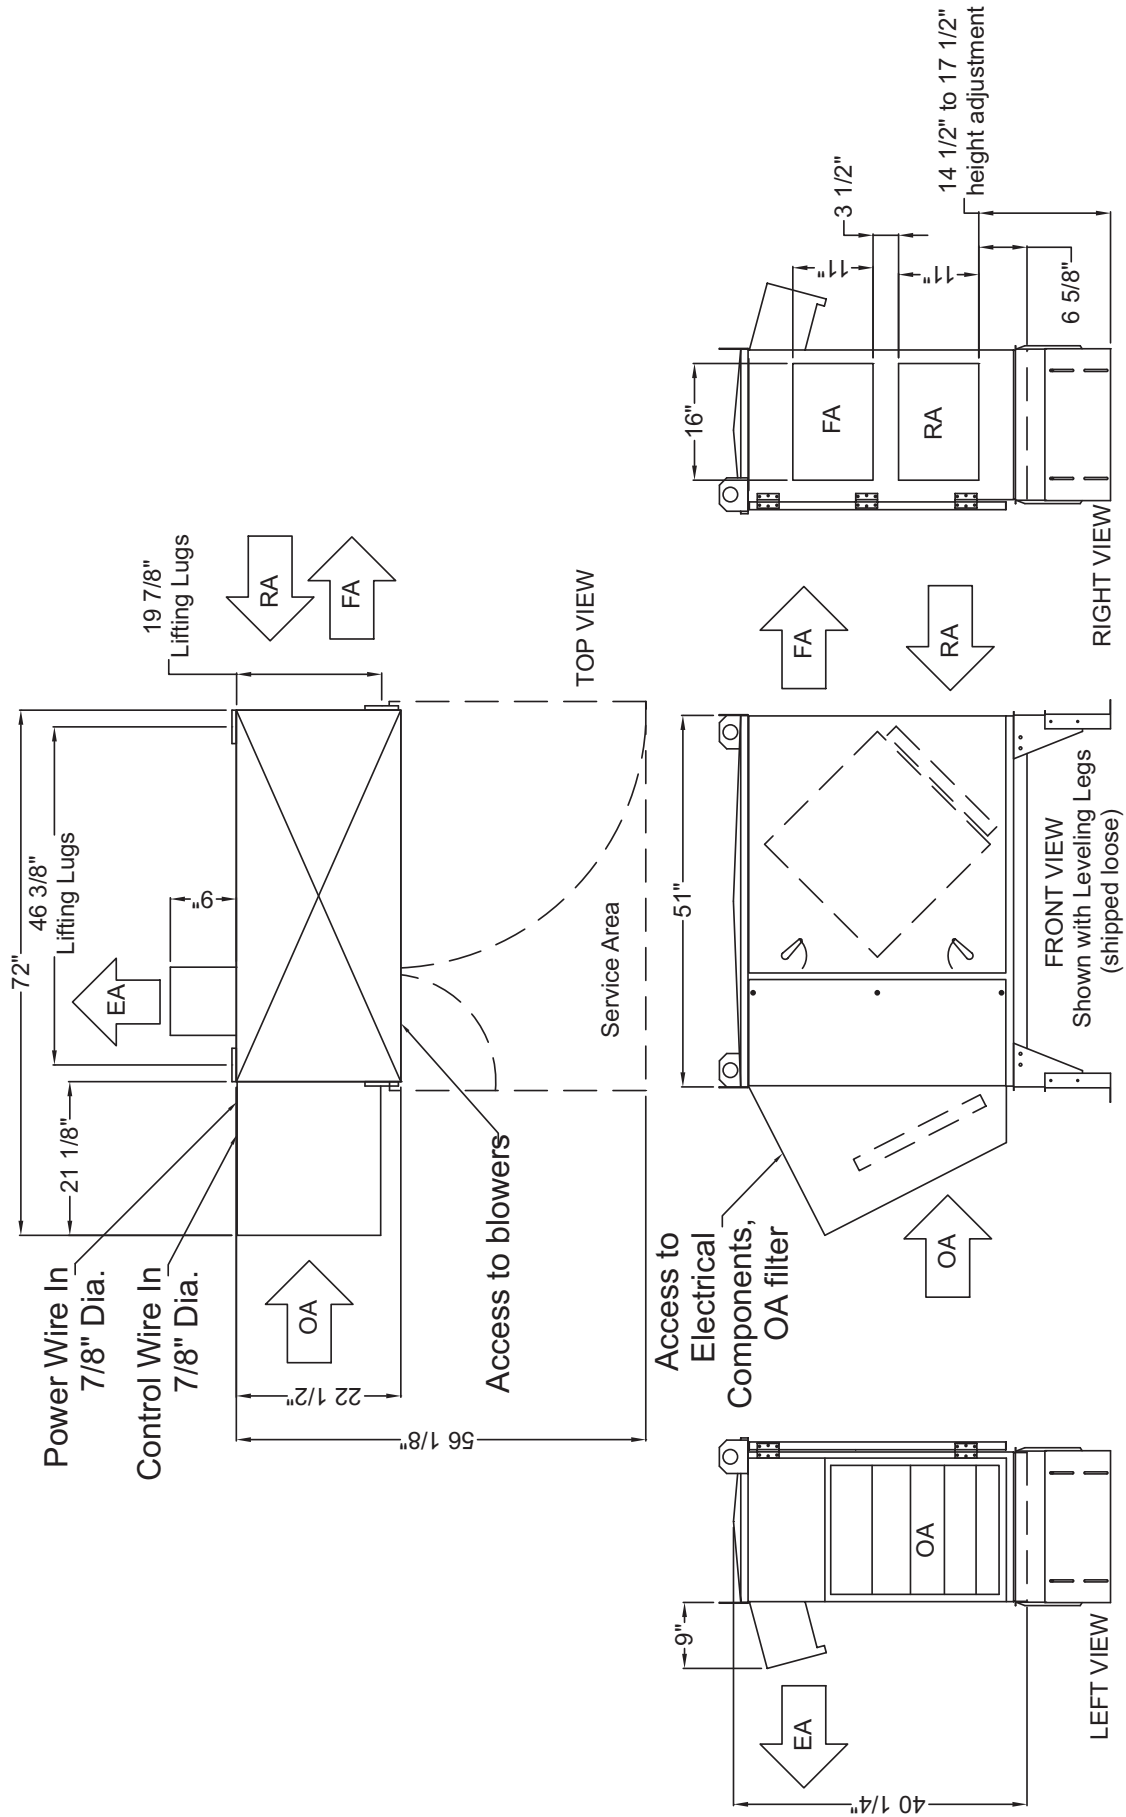 72"
46 3/8"
Lifting Lugs
21 1/8"
9"
EA
19 7/8"
Lifting Lugs
RA
FA
Power Wire In
7/8" Dia.
Control Wire In
7/8" Dia.
OA
22 1/2"
56 1/8"
Access to blowers
Service Area
TOP VIEW
9"
EA
40 1/4"
OA
LEFT VIEW
Access to
Electrical
Components,
OA filter
OA
51"
FA
RA
FRONT VIEW
Shown with Leveling Legs
(shipped loose)
16"
FA
RA
11"
11"
3 1/2"
14 1/2" to 17 1/2"
height adjustment
6 5/8"
RIGHT VIEW